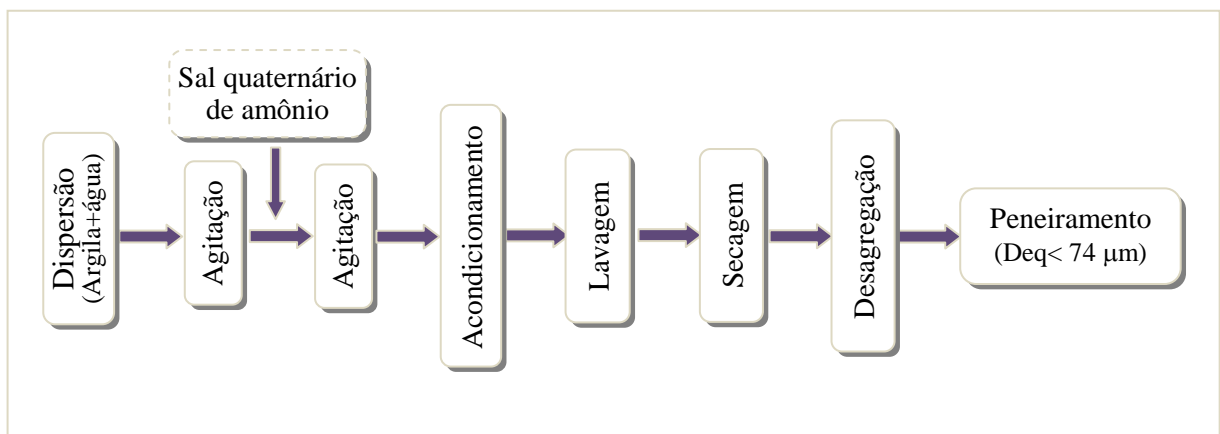 Sal quaternário
de amônio
Dispersão
(Argila+água)
Agitação
Agitação
Acondicionamento
Lavagem
Secagem
Desagregação
Peneiramento
(Deq< 74 μm)